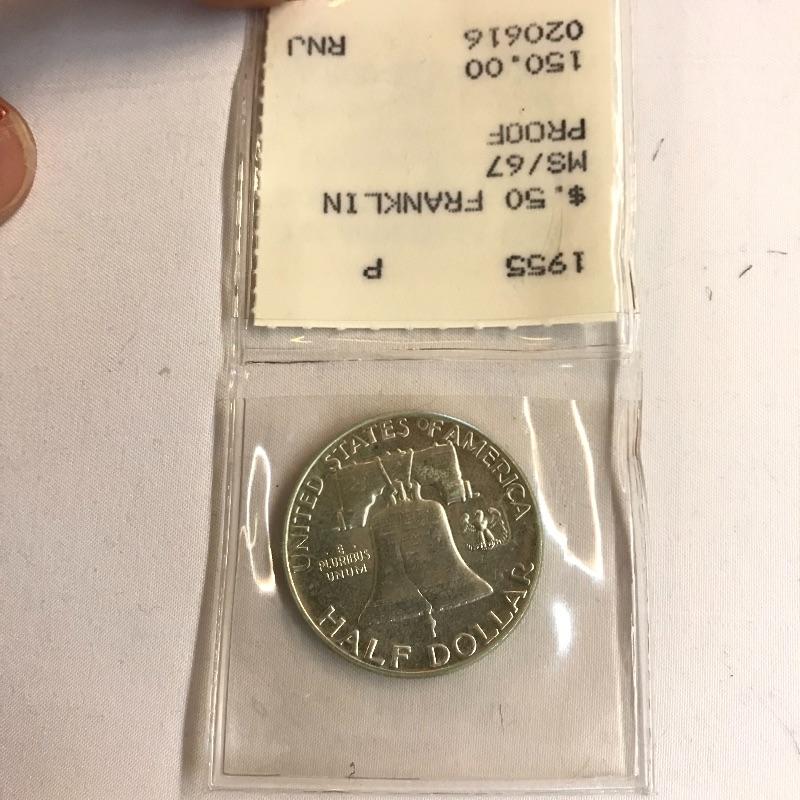 1955 P
$.50 FRANKLIN
MS/67
PROOF
150.00
020616 RNJ
UNITED STATES OF AMERICA
E
PLURIBUS
UNUM
HALF DOLLAR